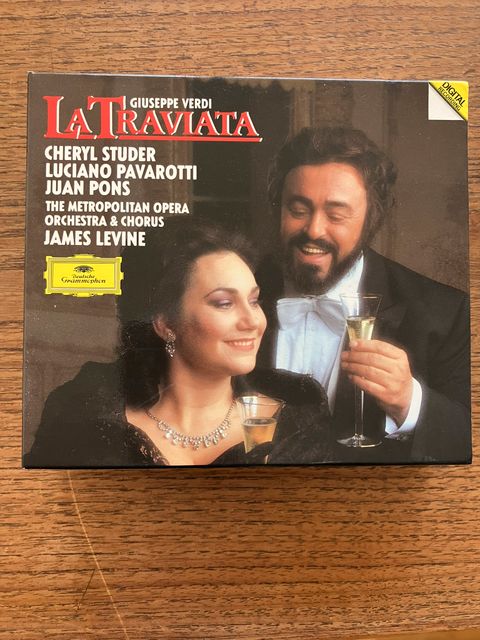 GIUSEPPE VERDI
LA TRAVIATA
CHERYL STUDER
LUCIANO PAVAROTTI
JUAN PONS
THE METROPOLITAN OPERA
ORCHESTRA & CHORUS
JAMES LEVINE
Deutsche
Grammophon
DIGITAL
RECORDING